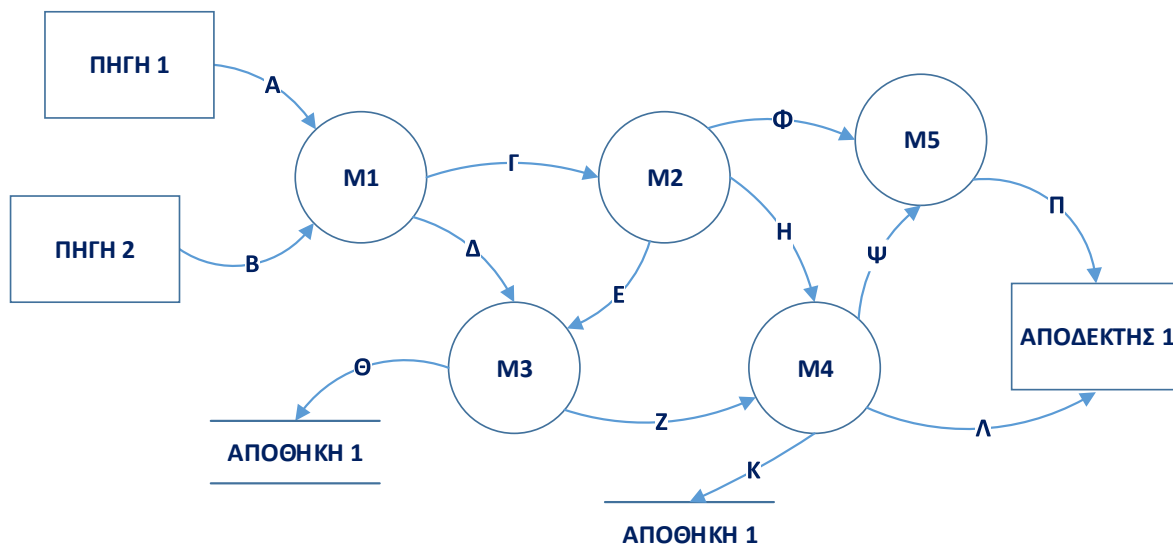 ΠΗΓΗ 1
Α
Φ
Μ5
Μ1
Γ
Μ2
Π
ΠΗΓΗ 2
Β
Δ
Η
Ψ
Ε
ΑΠΟΔΕΚΤΗΣ 1
Θ
Μ3
Μ4
Ζ
Λ
ΑΠΟΘΗΚΗ 1
Κ
ΑΠΟΘΗΚΗ 1